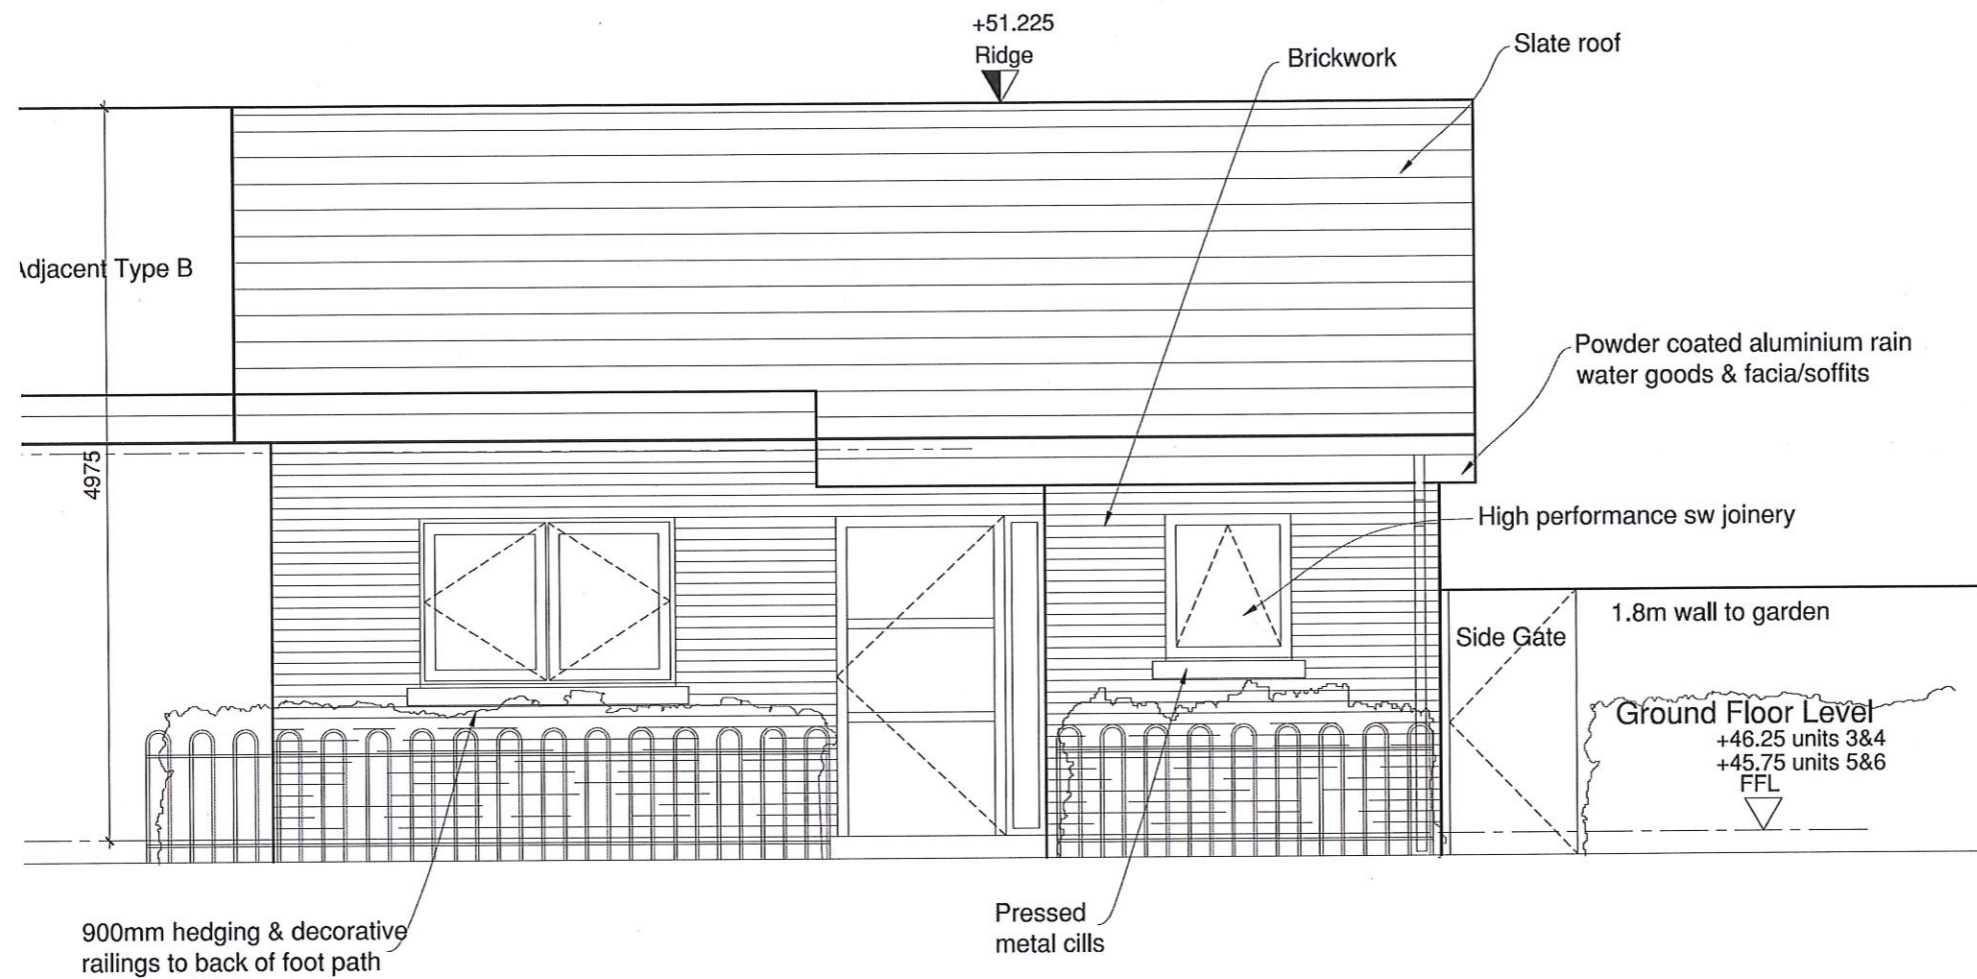 +51.225
Ridge
Brickwork
Slate roof
Adjacent Type B
Powder coated aluminium rain
water goods & facia/soffits
4975
High performance sw joinery
1.8m wall to garden
Side Gate
Ground Floor Level
+46.25 units 3&4
+45.75 units 5&6
FFL
Pressed
metal cills
900mm hedging & decorative
railings to back of foot path